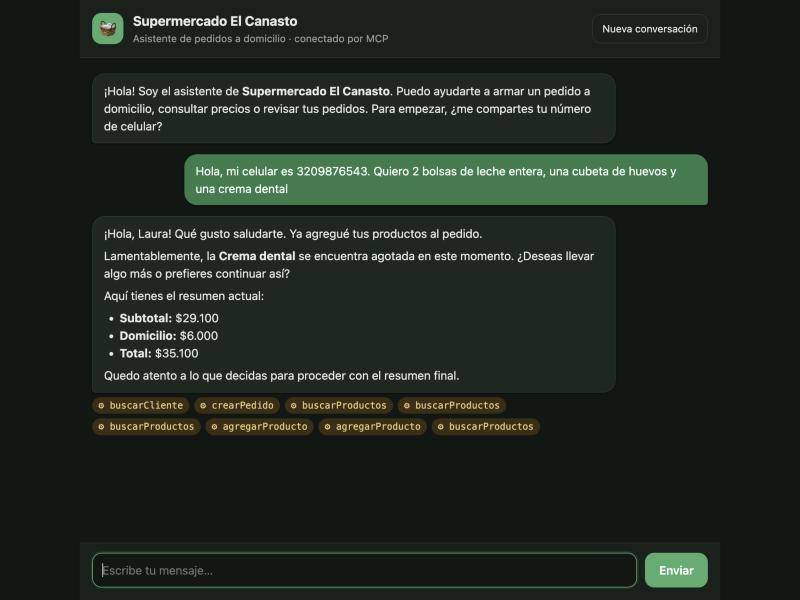 Supermercado El Canasto
Asistente de pedidos a domicilio · conectado por MCP
Nueva conversación
¡Hola! Soy el asistente de Supermercado El Canasto. Puedo ayudarte a armar un pedido a
domicilio, consultar precios o revisar tus pedidos. Para empezar, ¿me compartes tu número
de celular?
Hola, mi celular es 3209876543. Quiero 2 bolsas de leche entera, una cubeta de huevos y
una crema dental
¡Hola, Laura! Qué gusto saludarte. Ya agregué tus productos al pedido.
Lamentablemente, la Crema dental se encuentra agotada en este momento. ¿Deseas llevar
algo más o prefieres continuar así?
Aquí tienes el resumen actual:
• Subtotal: $29.100
• Domicilio: $6.000
• Total: $35.100
Quedo atento a lo que decidas para proceder con el resumen final.
⚙ buscarCliente ⚙ crearPedido ⚙ buscarProductos ⚙ buscarProductos
⚙ buscarProductos ⚙ agregarProducto ⚙ agregarProducto ⚙ buscarProductos
Escribe tu mensaje...
Enviar